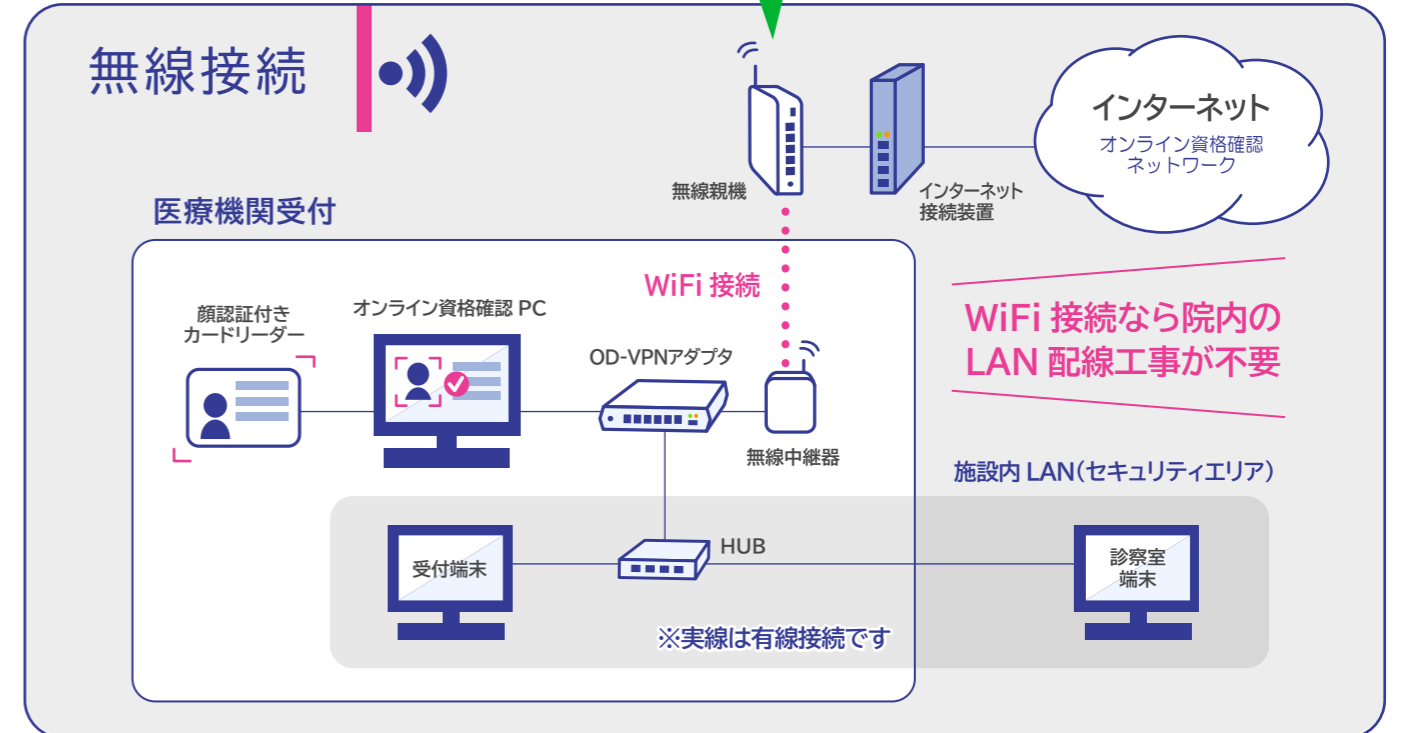 無線接続
インターネット
オンライン資格確認
ネットワーク
無線親機
インターネット
接続装置
医療機関受付
WiFi 接続
顔認証付き
カードリーダー
オンライン資格確認 PC
OD-VPNアダプタ
無線中継器
WiFi 接続なら院内の
LAN 配線工事が不要
施設内 LAN(セキュリティエリア)
受付端末
HUB
診察室
端末
※実線は有線接続です